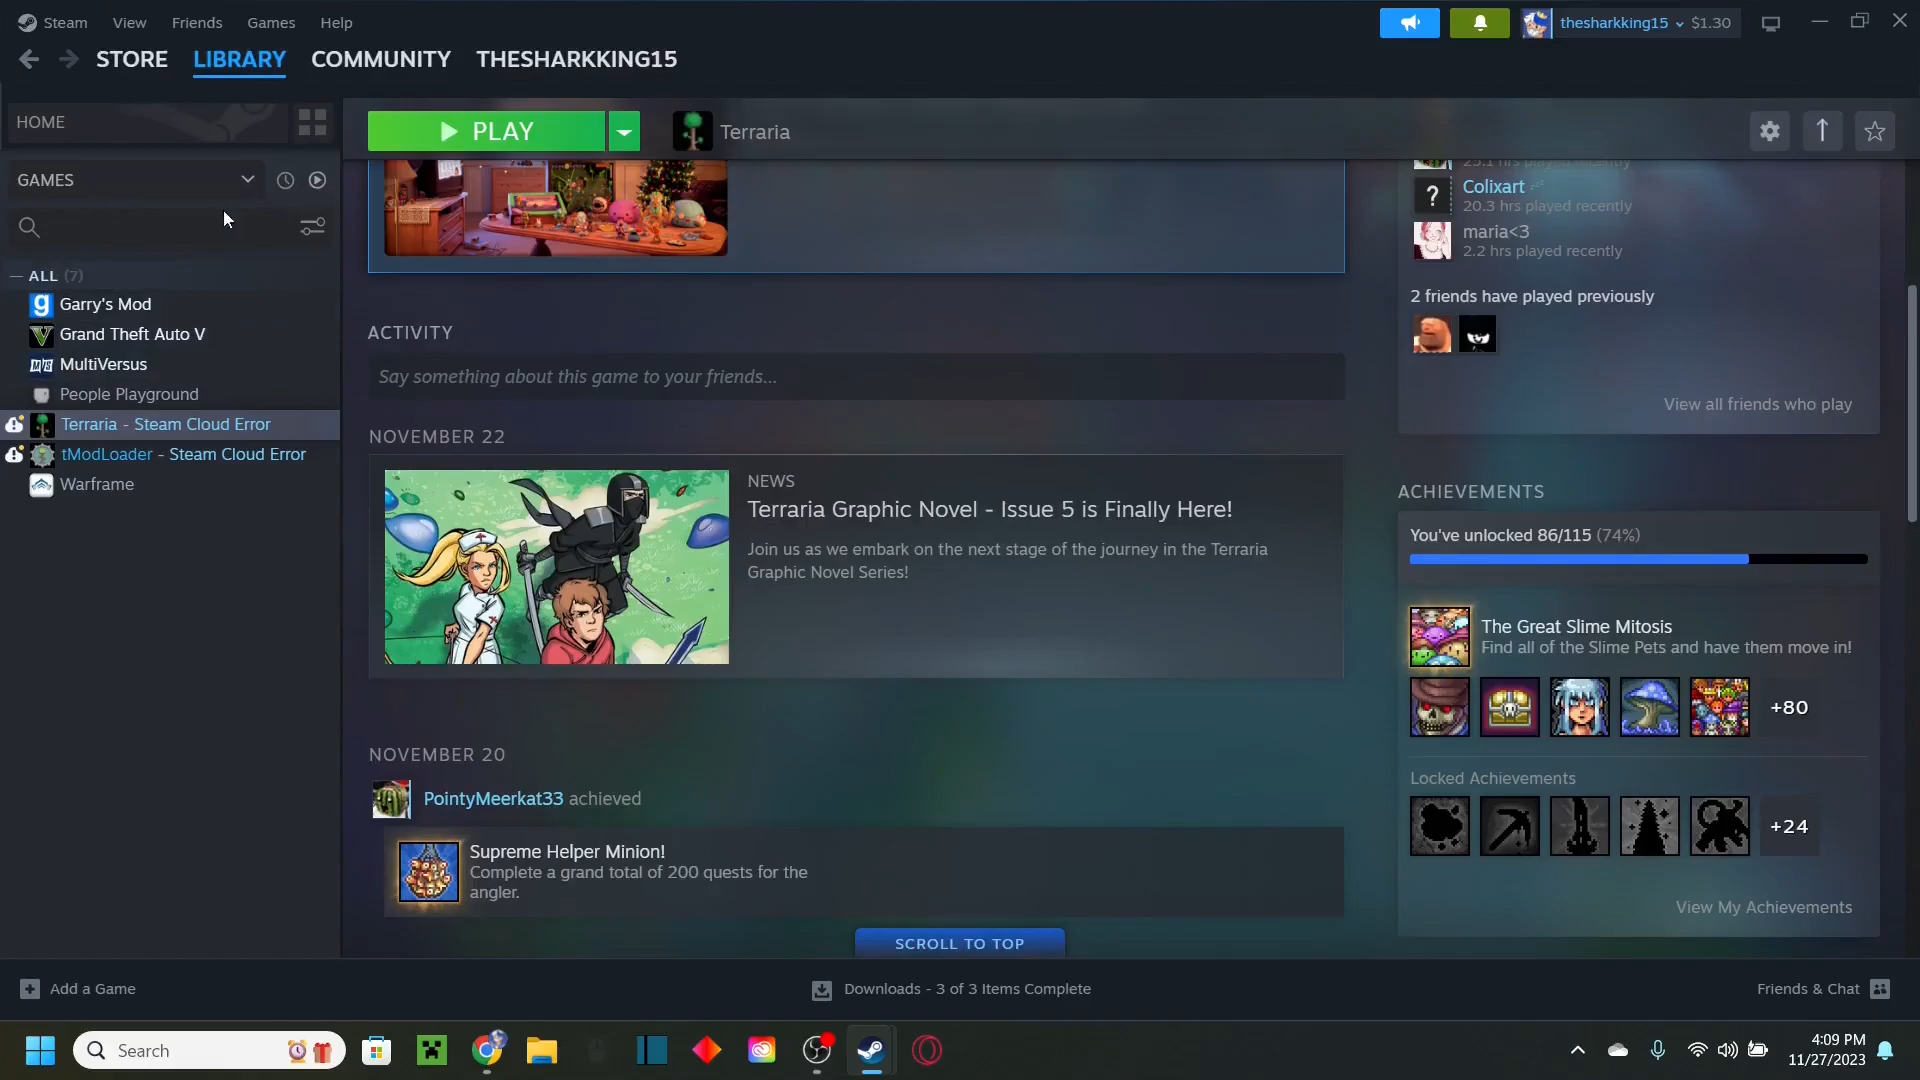 Steam View Friends Games Help
thesharkking15 $1.30
STORE LIBRARY COMMUNITY THESHARKKING15
HOME
PLAY
Terraria
GAMES
ALL (7)
Garry's Mod
Grand Theft Auto V
MultiVersus
People Playground
Terraria - Steam Cloud Error
tModLoader - Steam Cloud Error
Warframe
ACTIVITY
Say something about this game to your friends...
NOVEMBER 22
NEWS
Terraria Graphic Novel - Issue 5 is Finally Here!
Join us as we embark on the next stage of the journey in the Terraria
Graphic Novel Series!
NOVEMBER 20
PointyMeerkat33 achieved
Supreme Helper Minion!
Complete a grand total of 200 quests for the
angler.
SCROLL TO TOP
25.1 hrs played recently
Colixart
20.3 hrs played recently
maria<3
2.2 hrs played recently
2 friends have played previously
View all friends who play
ACHIEVEMENTS
You've unlocked 86/115 (74%)
The Great Slime Mitosis
Find all of the Slime Pets and have them move in!
+80
Locked Achievements
+24
View My Achievements
Add a Game
Downloads - 3 of 3 Items Complete
Friends & Chat
Search
4:09 PM
11/27/2023